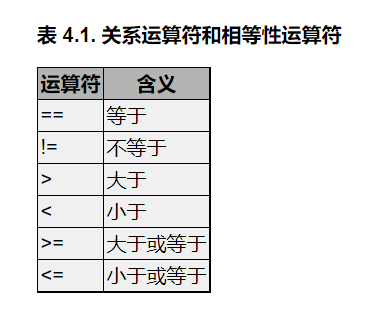 表 4.1. 关系运算符和相等性运算符
运算符 含义
== 等于
!= 不等于
> 大于
< 小于
>= 大于或等于
<= 小于或等于